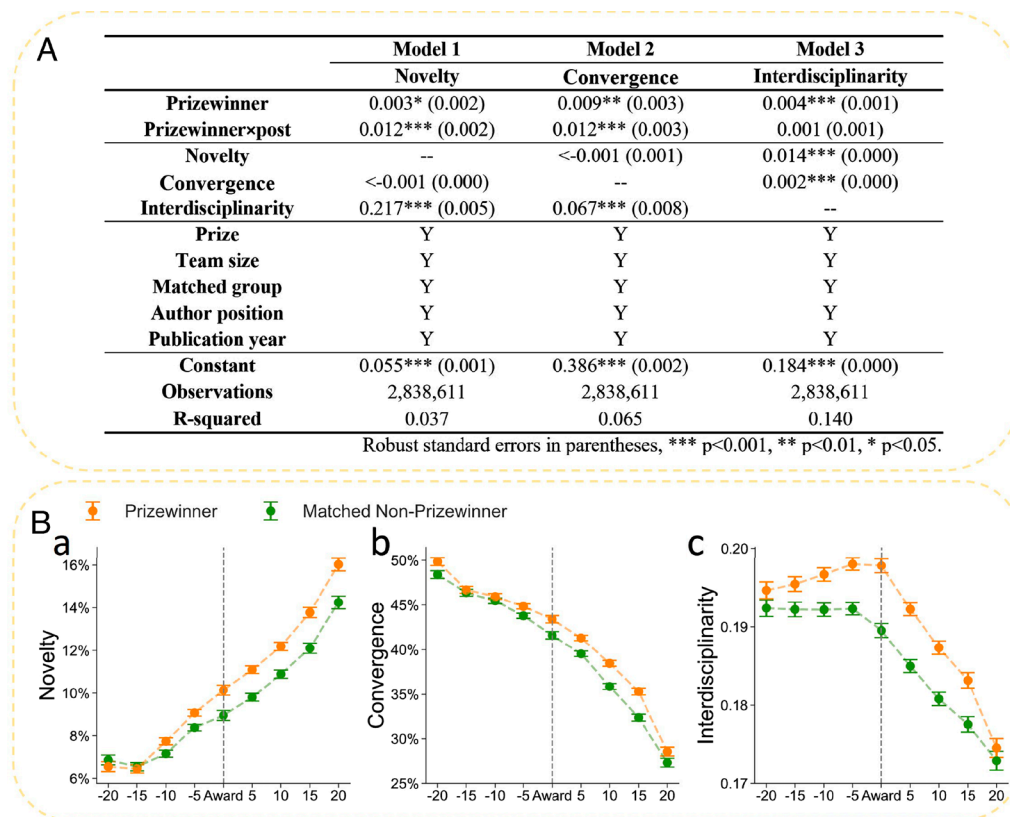 A
Model 1 Model 2 Model 3
Novelty Convergence Interdisciplinarity
Prizewinner 0.003* (0.002) 0.009** (0.003) 0.004*** (0.001)
Prizewinner×post 0.012*** (0.002) 0.012*** (0.003) 0.001 (0.001)
Novelty -- <-0.001 (0.001) 0.014*** (0.000)
Convergence <-0.001 (0.000) -- 0.002*** (0.000)
Interdisciplinarity 0.217*** (0.005) 0.067*** (0.008) --
Prize Y Y Y
Team size Y Y Y
Matched group Y Y Y
Author position Y Y Y
Publication year Y Y Y
Constant 0.055*** (0.001) 0.386*** (0.002) 0.184*** (0.000)
Observations 2,838,611 2,838,611 2,838,611
R-squared 0.037 0.065 0.140
Robust standard errors in parentheses, *** p<0.001, ** p<0.01, * p<0.05.
B
Prizewinner Matched Non-Prizewinner
a
Novelty
16%
14%
12%
10%
8%
6%
-20 -15 -10 -5 Award 5 10 15 20
b
Convergence
50%
45%
40%
35%
30%
25%
-20 -15 -10 -5 Award 5 10 15 20
c
Interdisciplinarity
0.20
0.19
0.18
0.17
-20 -15 -10 -5 Award 5 10 15 20